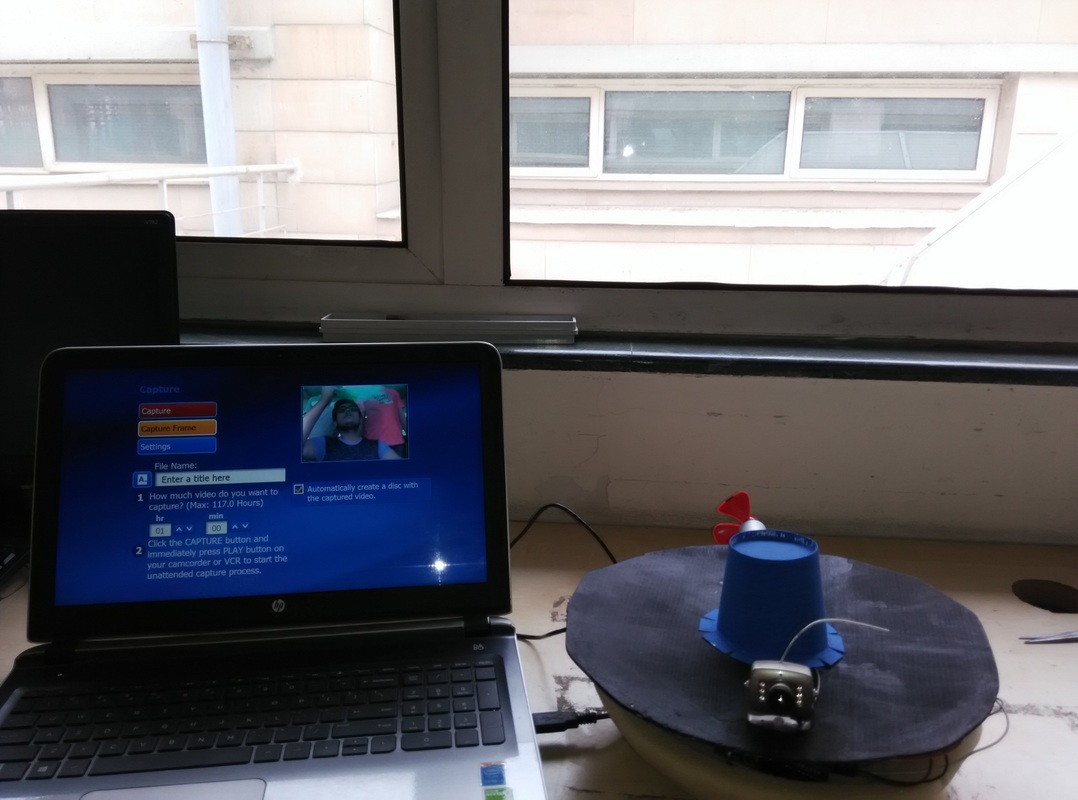 Capture
Capture
Capture Frame
Settings
File Name:
A.
Enter a title here
1 How much video do you want to
capture? (Max: 117.0 Hours)
hr min
01 00
2 Click the CAPTURE button and
immediately press PLAY button on
your camcorder or VCR to start the
unattended capture process.
Automatically create a disc with
the captured video.
hp